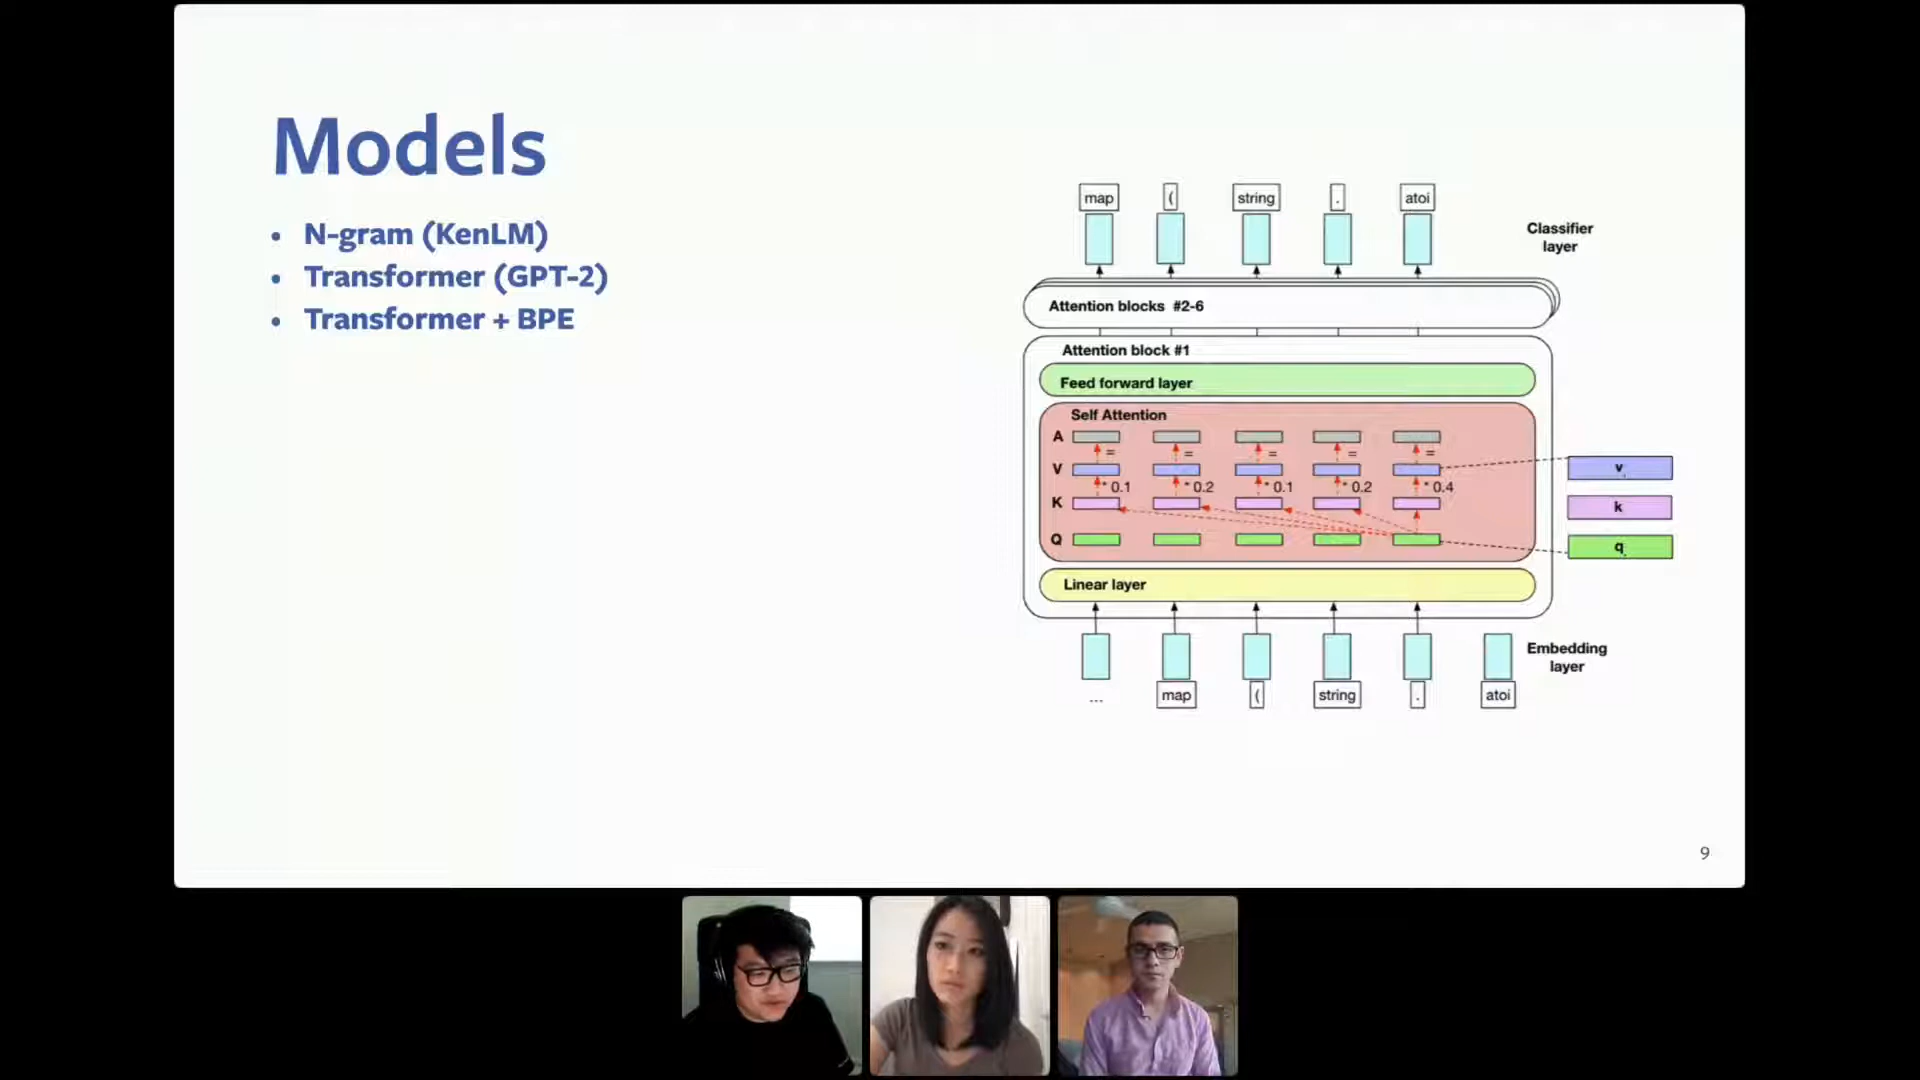 Models
• N-gram (KenLM)
• Transformer (GPT-2)
• Transformer + BPE
map ( string . atoi
Classifier
layer
Attention blocks #2-6
Attention block #1
Feed forward layer
Self Attention
A
= = = = =
V
v
* 0.1 * 0.2 * 0.1 * 0.2 * 0.4
K
k
Q
q
Linear layer
Embedding
layer
... map ( string . atoi
9